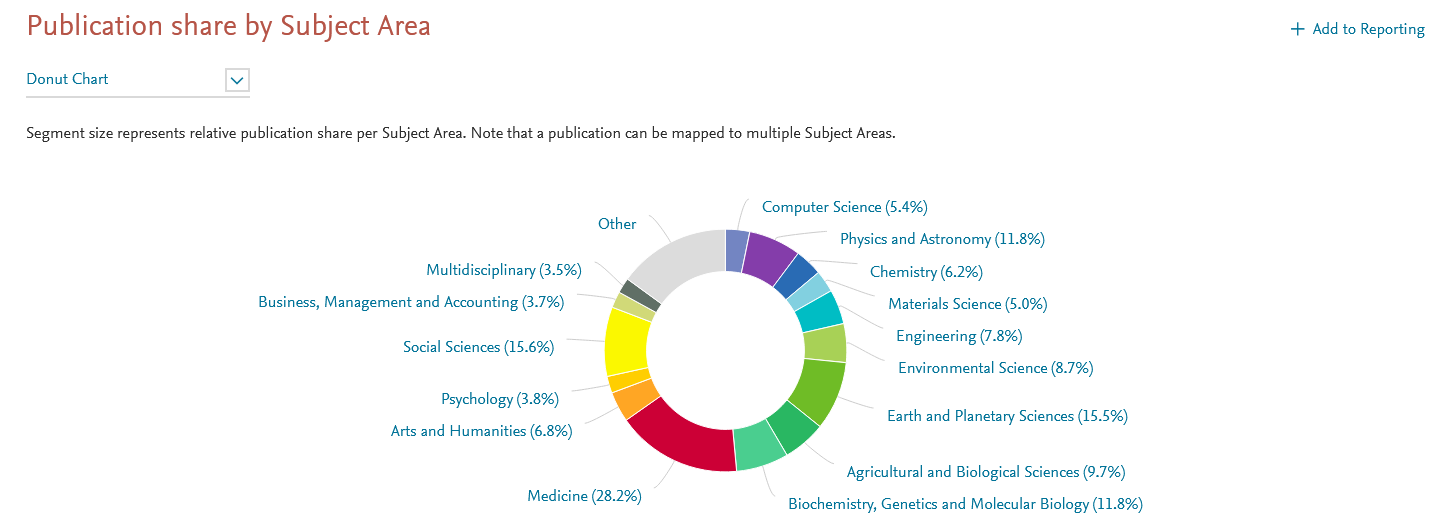 Publication share by Subject Area
+ Add to Reporting
Donut Chart
Segment size represents relative publication share per Subject Area. Note that a publication can be mapped to multiple Subject Areas.
Computer Science (5.4%)
Other
Physics and Astronomy (11.8%)
Multidisciplinary (3.5%)
Chemistry (6.2%)
Business, Management and Accounting (3.7%)
Materials Science (5.0%)
Engineering (7.8%)
Social Sciences (15.6%)
Environmental Science (8.7%)
Psychology (3.8%)
Earth and Planetary Sciences (15.5%)
Arts and Humanities (6.8%)
Agricultural and Biological Sciences (9.7%)
Medicine (28.2%)
Biochemistry, Genetics and Molecular Biology (11.8%)